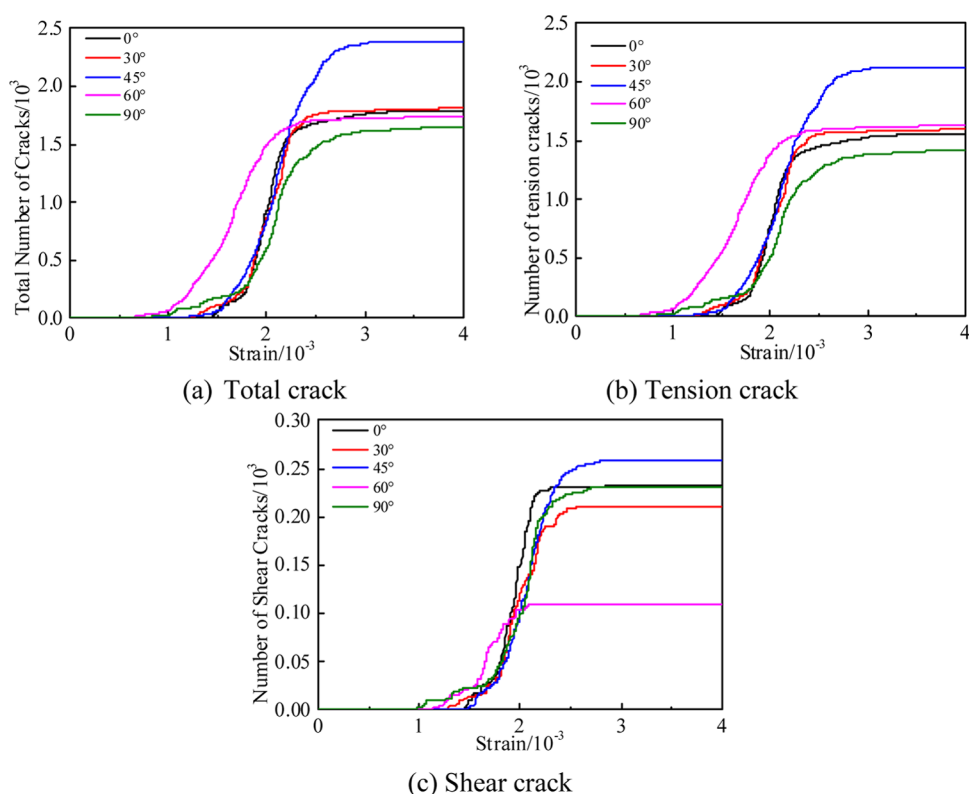 2.5
2.0
1.5
1.0
0.5
0.0
Total Number of Cracks/10³
0°
30°
45°
60°
90°
0 1 2 3 4
Strain/10⁻³
(a) Total crack
2.5
2.0
1.5
1.0
0.5
0.0
Number of tension cracks/10³
0°
30°
45°
60°
90°
0 1 2 3 4
Strain/10⁻³
(b) Tension crack
0.30
0.25
0.20
0.15
0.10
0.05
0.00
Number of Shear Cracks/10³
0°
30°
45°
60°
90°
0 1 2 3 4
Strain/10⁻³
(c) Shear crack